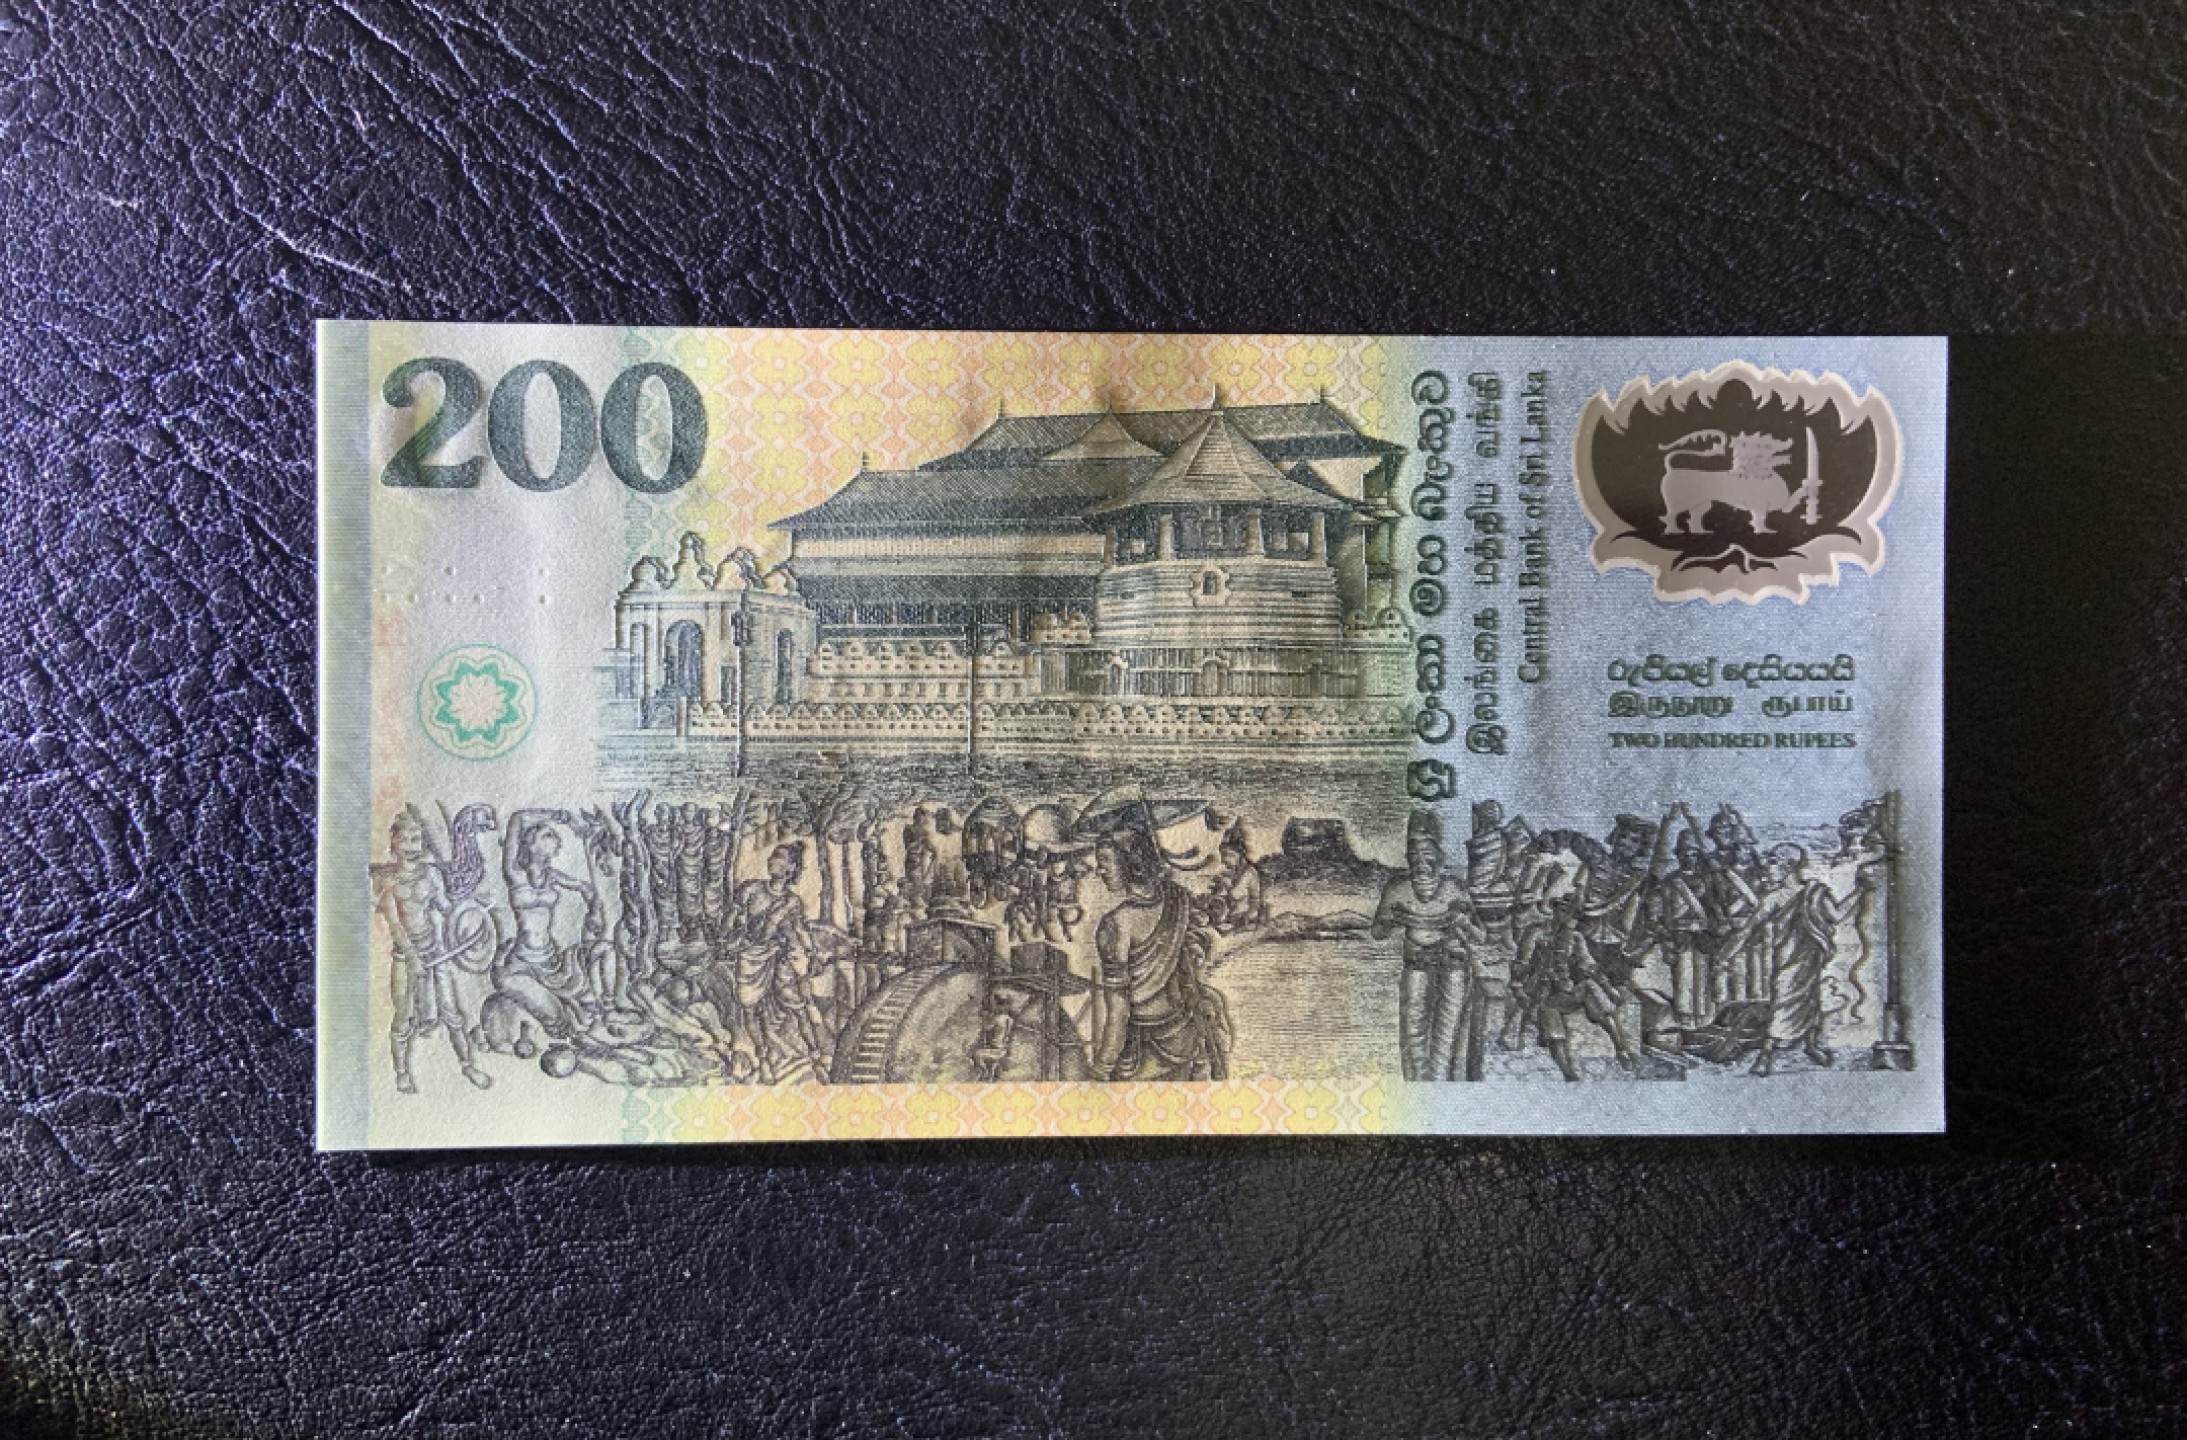 200
ශ්‍රී ලංකා මහ බැංකුව
இலங்கை மத்திய வங்கி
Central Bank of Sri Lanka
රුපියල් දෙසීයයයි
இருநூறு ரூபாய்
TWO HUNDRED RUPEES